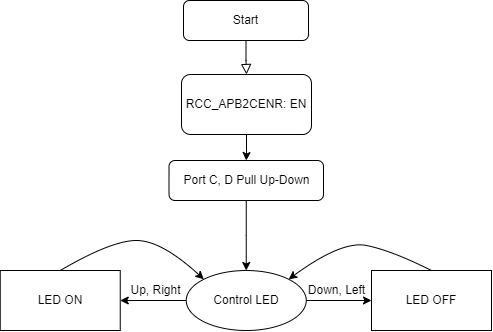 Start
RCC_APB2CENR: EN
Port C, D Pull Up-Down
Up, Right
Down, Left
LED ON
Control LED
LED OFF